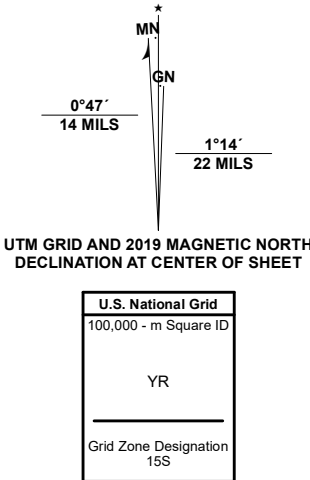 ★
MN
GN
0°47´
14 MILS
1°14´
22 MILS
UTM GRID AND 2019 MAGNETIC NORTH
DECLINATION AT CENTER OF SHEET
U.S. National Grid
100,000 - m Square ID
YR
Grid Zone Designation
15S